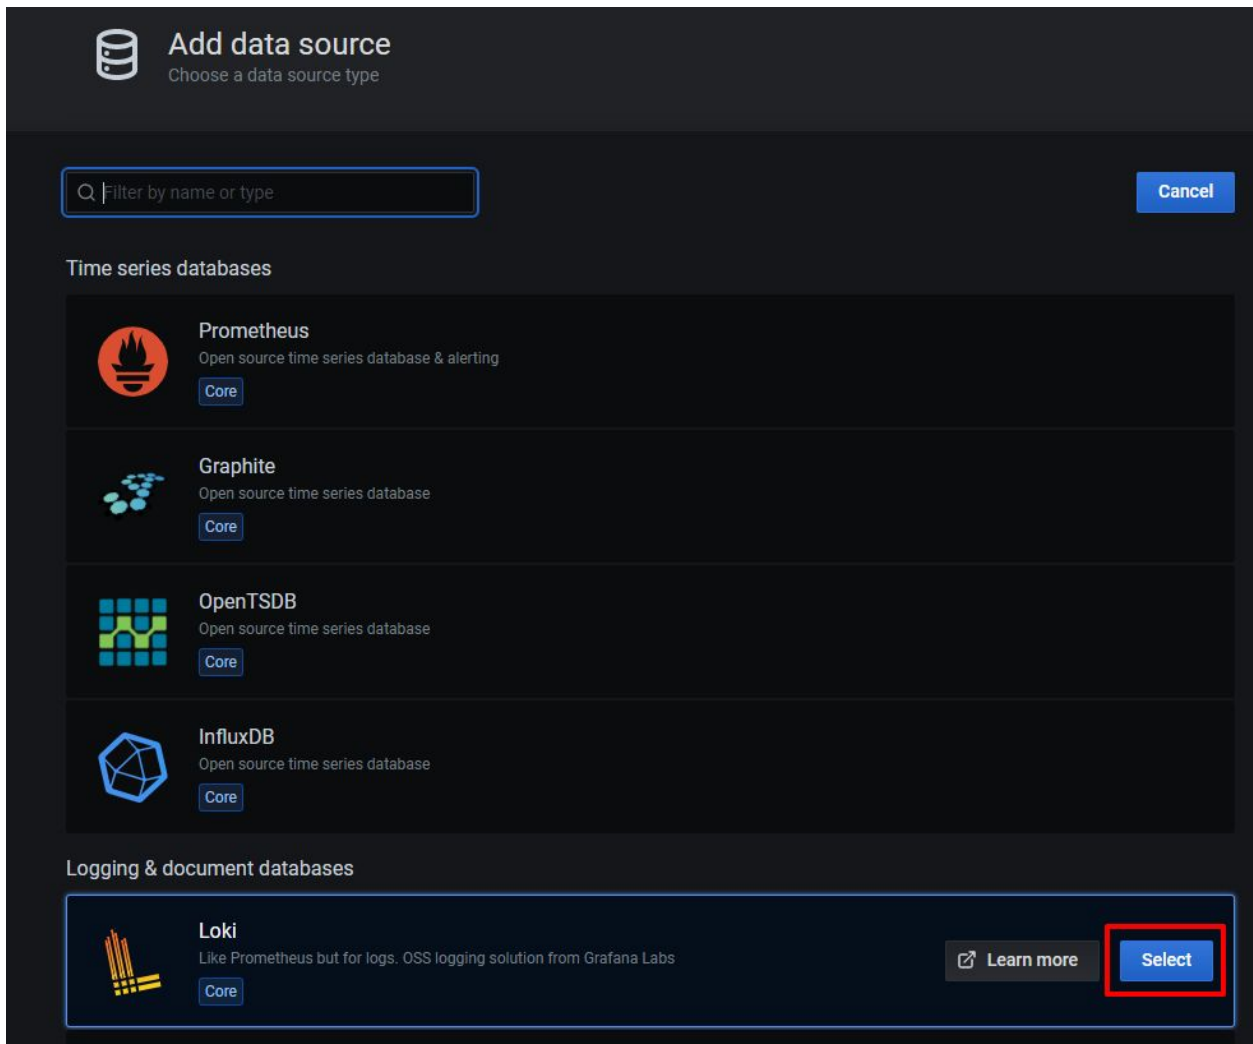 Add data source
Choose a data source type
Filter by name or type
Cancel
Time series databases
Prometheus
Open source time series database & alerting
Core
Graphite
Open source time series database
Core
OpenTSDB
Open source time series database
Core
InfluxDB
Open source time series database
Core
Logging & document databases
Loki
Like Prometheus but for logs. OSS logging solution from Grafana Labs
Core
Learn more
Select